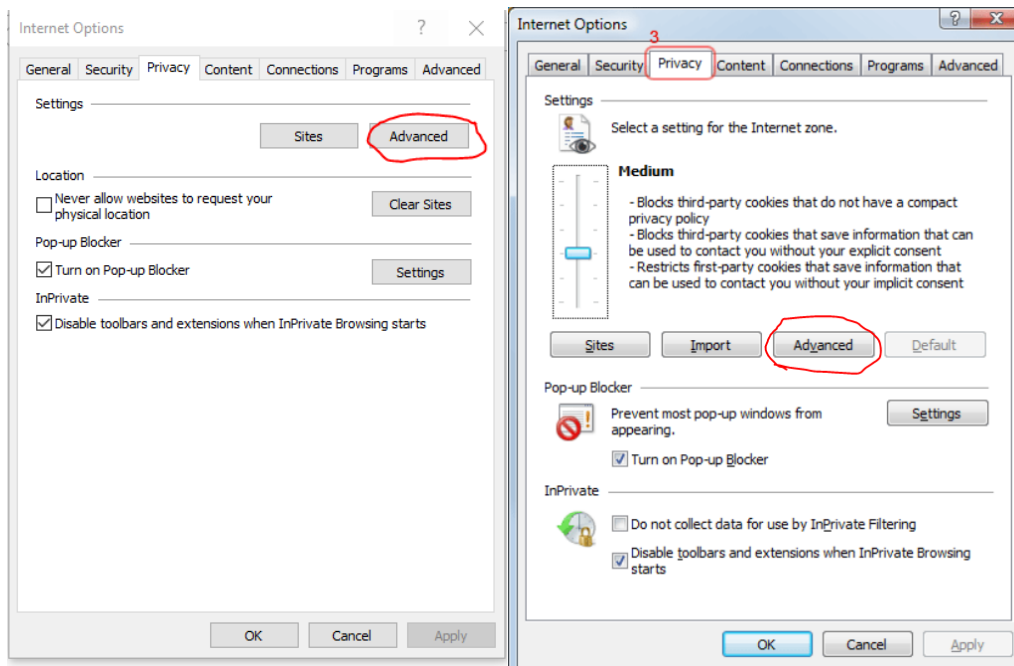 Internet Options
?
General Security Privacy Content Connections Programs Advanced
Settings
Sites Advanced
Location
Never allow websites to request your
physical location
Clear Sites
Pop-up Blocker
Turn on Pop-up Blocker
Settings
InPrivate
Disable toolbars and extensions when InPrivate Browsing starts
OK Cancel Apply
Internet Options
?
3
General Security Privacy Content Connections Programs Advanced
Settings
Select a setting for the Internet zone.
Medium
- Blocks third-party cookies that do not have a compact
privacy policy
- Blocks third-party cookies that save information that can
be used to contact you without your explicit consent
- Restricts first-party cookies that save information that
can be used to contact you without your implicit consent
Sites Import Advanced Default
Pop-up Blocker
Prevent most pop-up windows from
appearing.
Settings
Turn on Pop-up Blocker
InPrivate
Do not collect data for use by InPrivate Filtering
Disable toolbars and extensions when InPrivate Browsing
starts
OK Cancel Apply